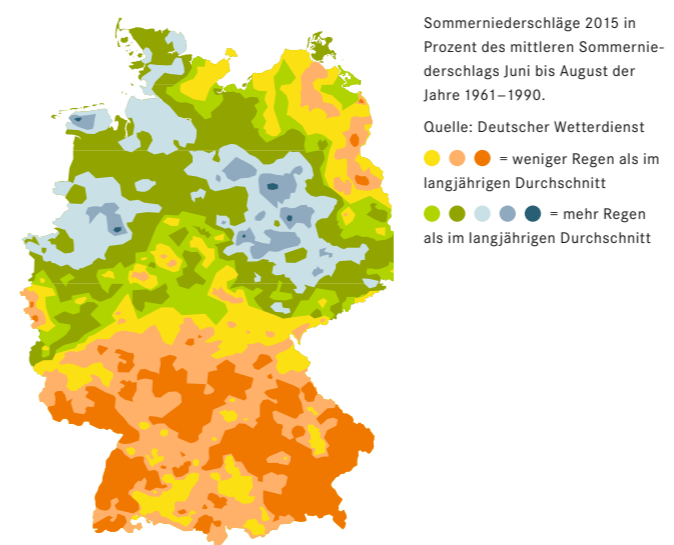 Sommerniederschläge 2015 in
Prozent des mittleren Sommernie-
derschlags Juni bis August der
Jahre 1961–1990.
Quelle: Deutscher Wetterdienst
= weniger Regen als im
langjährigen Durchschnitt
= mehr Regen
als im langjährigen Durchschnitt